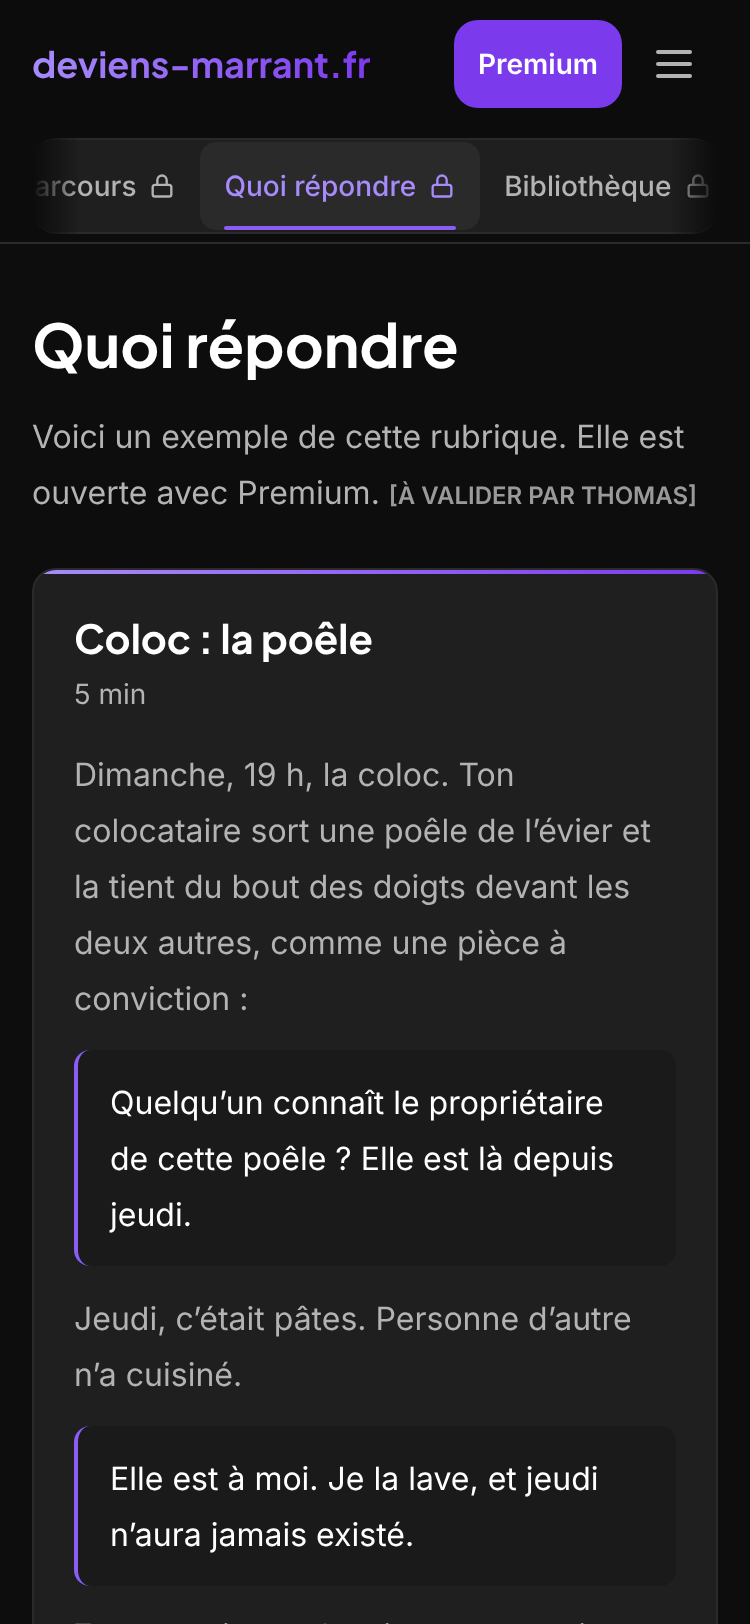 deviens-marrant.fr
Premium
arcours
Quoi répondre
Bibliothèque
Quoi répondre
Voici un exemple de cette rubrique. Elle est
ouverte avec Premium. [À VALIDER PAR THOMAS]
Coloc : la poêle
5 min
Dimanche, 19 h, la coloc. Ton
colocataire sort une poêle de l’évier et
la tient du bout des doigts devant les
deux autres, comme une pièce à
conviction :
Quelqu’un connaît le propriétaire
de cette poêle ? Elle est là depuis
jeudi.
Jeudi, c’était pâtes. Personne d’autre
n’a cuisiné.
Elle est à moi. Je la lave, et jeudi
n’aura jamais existé.